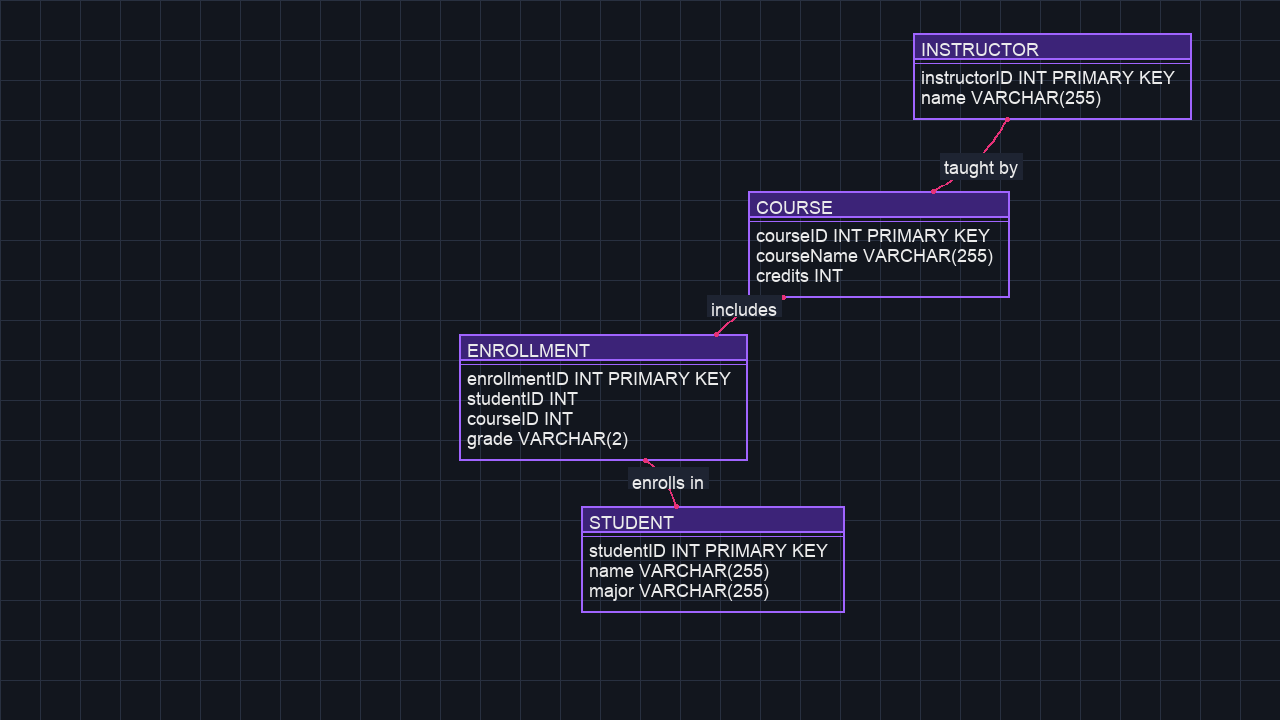 INSTRUCTOR
instructorID INT PRIMARY KEY
name VARCHAR(255)
taught by
COURSE
courseID INT PRIMARY KEY
courseName VARCHAR(255)
credits INT
includes
ENROLLMENT
enrollmentID INT PRIMARY KEY
studentID INT
courseID INT
grade VARCHAR(2)
enrolls in
STUDENT
studentID INT PRIMARY KEY
name VARCHAR(255)
major VARCHAR(255)